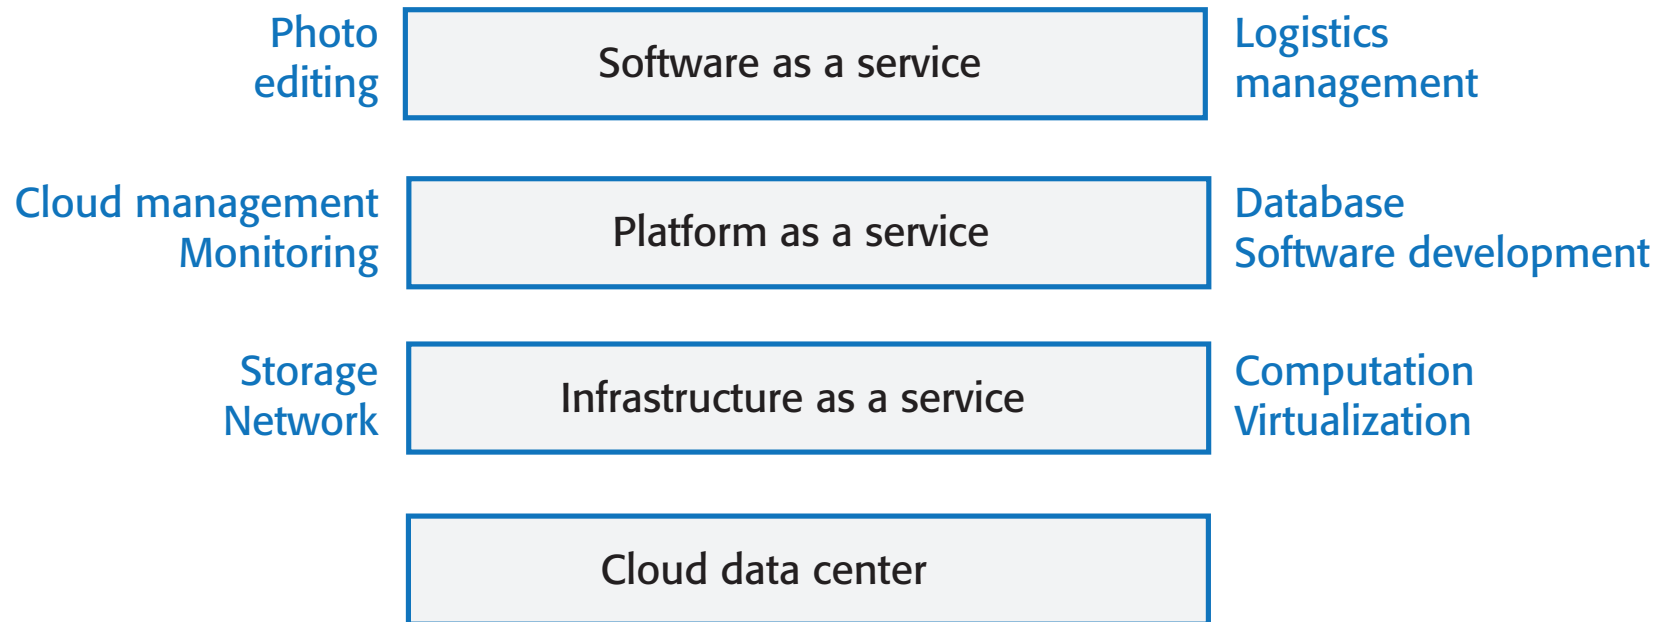 Photo
editing
Software as a service
Logistics
management
Cloud management
Monitoring
Platform as a service
Database
Software development
Storage
Network
Infrastructure as a service
Computation
Virtualization
Cloud data center